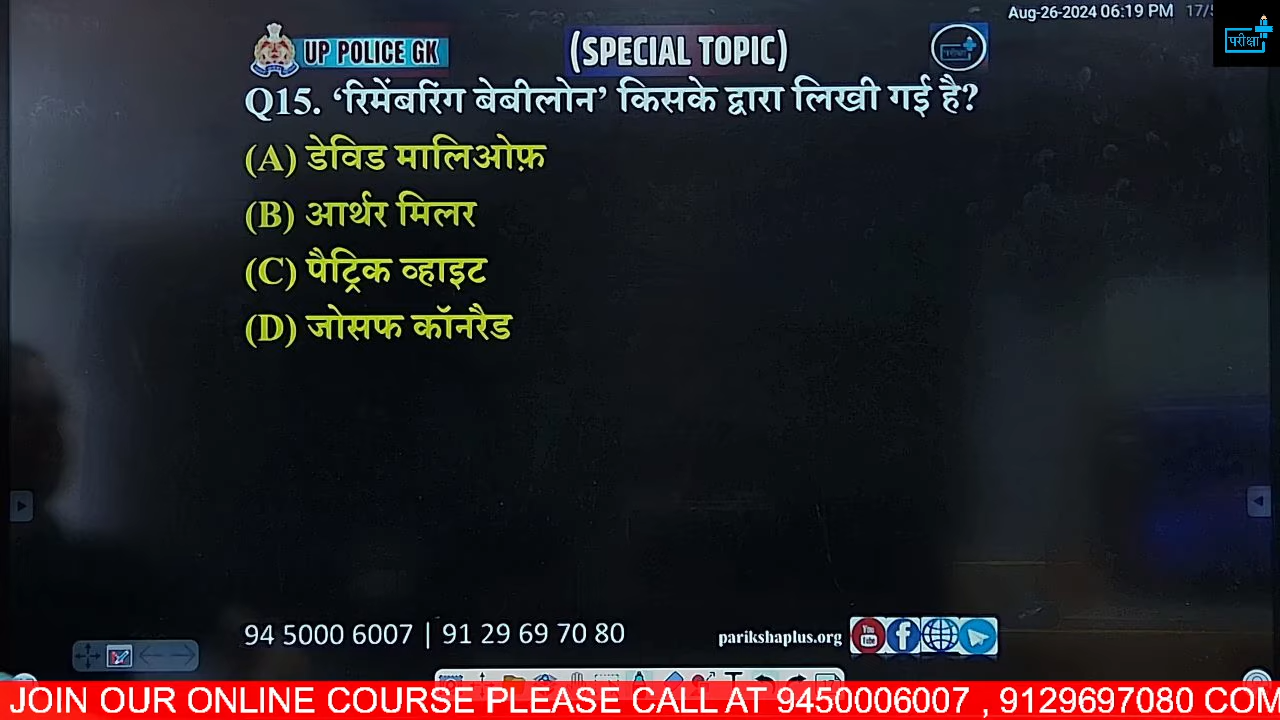 Aug-26-2024 06:19 PM 17/5
परीक्षा
UP POLICE GK (SPECIAL TOPIC)
Q15. ‘रिमेंबरिंग बेबीलोन’ किसके द्वारा लिखी गई है?
(A) डेविड मालिओफ़
(B) आर्थर मिलर
(C) पैट्रिक व्हाइट
(D) जोसफ कॉनरैड
94 5000 6007 | 91 29 69 70 80
parikshaplus.org
JOIN OUR ONLINE COURSE PLEASE CALL AT 9450006007 , 9129697080 COM